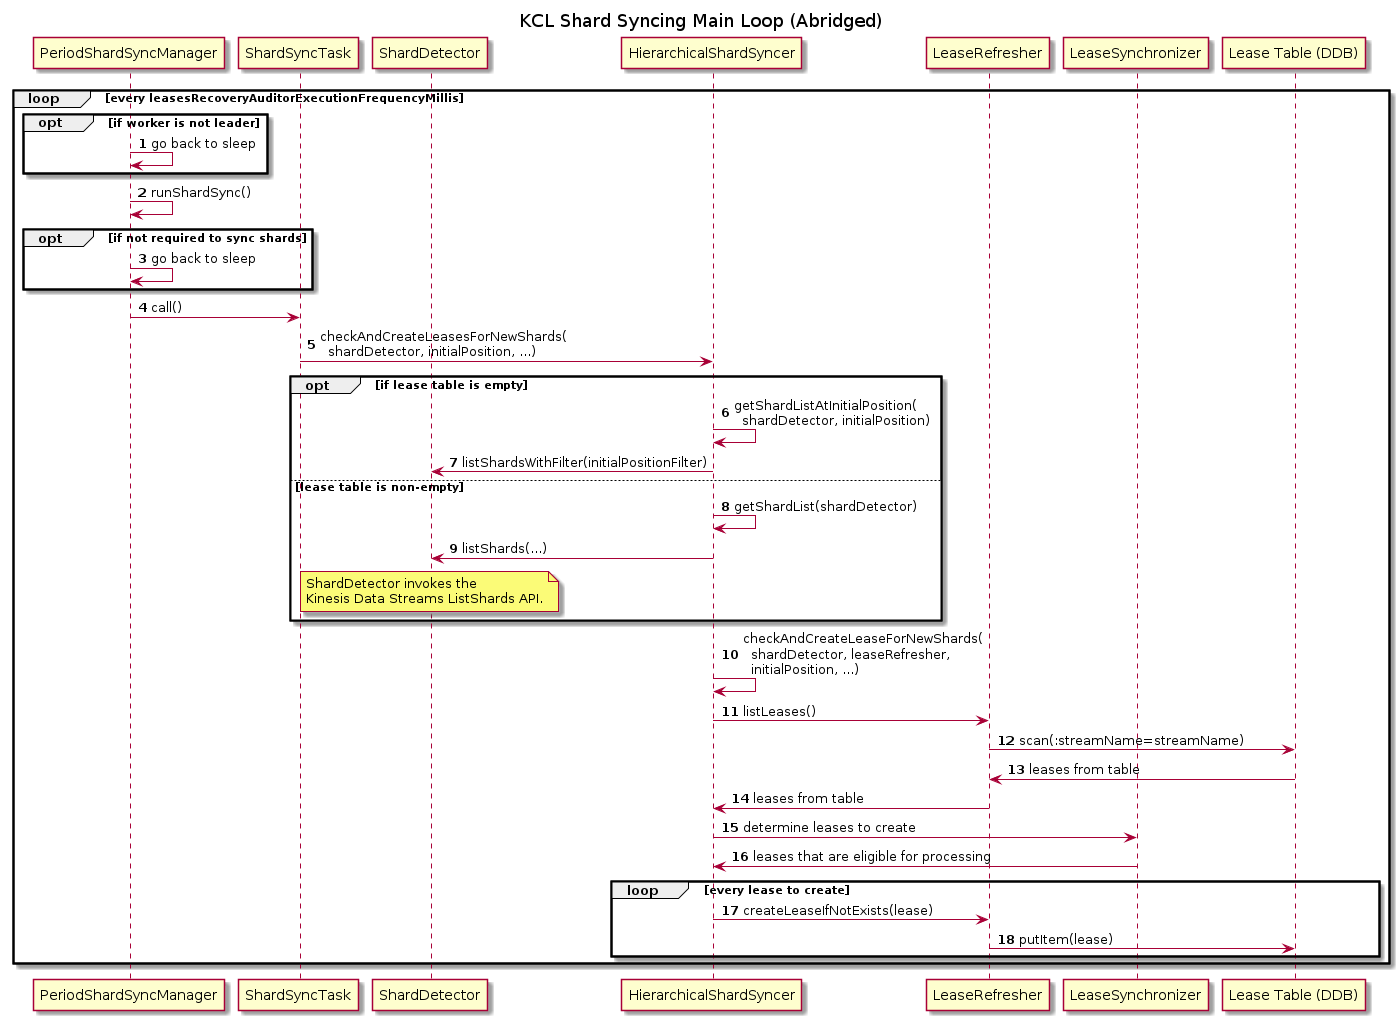 KCL Shard Syncing Main Loop (Abridged)
PeriodShardSyncManager
ShardSyncTask
ShardDetector
HierarchicalShardSyncer
LeaseRefresher
LeaseSynchronizer
Lease Table (DDB)
loop [every leasesRecoveryAuditorExecutionFrequencyMillis]
opt [if worker is not leader]
1 go back to sleep
2 runShardSync()
opt [if not required to sync shards]
3 go back to sleep
4 call()
5 checkAndCreateLeasesForNewShards(
shardDetector, initialPosition, ...)
opt [if lease table is empty]
6 getShardListAtInitialPosition(
shardDetector, initialPosition)
7 listShardsWithFilter(initialPositionFilter)
[lease table is non-empty]
8 getShardList(shardDetector)
9 listShards(...)
ShardDetector invokes the
Kinesis Data Streams ListShards API.
10 checkAndCreateLeaseForNewShards(
shardDetector, leaseRefresher,
initialPosition, ...)
11 listLeases()
12 scan(:streamName=streamName)
13 leases from table
14 leases from table
15 determine leases to create
16 leases that are eligible for processing
loop [every lease to create]
17 createLeaseIfNotExists(lease)
18 putItem(lease)
PeriodShardSyncManager
ShardSyncTask
ShardDetector
HierarchicalShardSyncer
LeaseRefresher
LeaseSynchronizer
Lease Table (DDB)